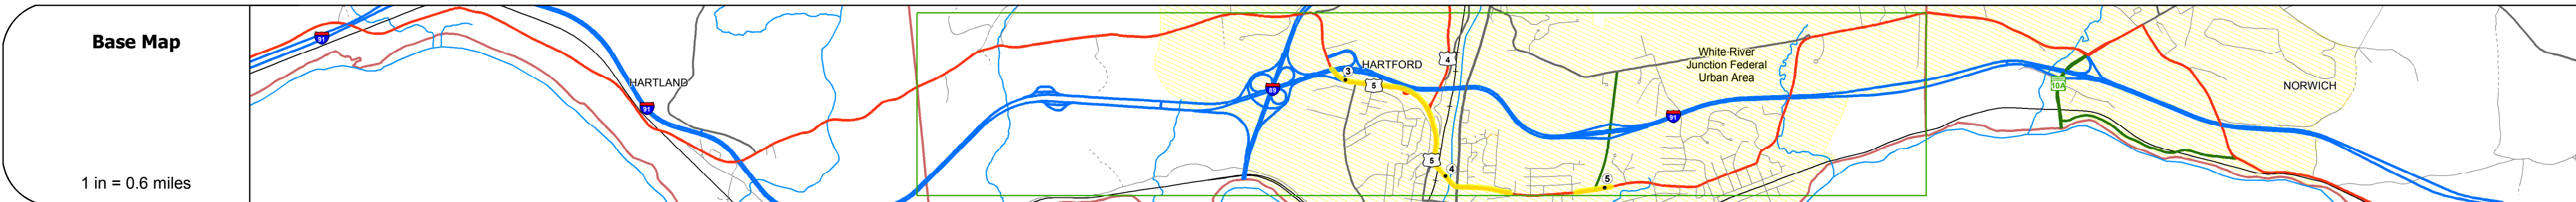 Base Map
1 in = 0.6 miles
91
HARTLAND
91
89
3
HARTFORD
5
4
5
4
White River
Junction Federal
Urban Area
91
5
10A
NORWICH